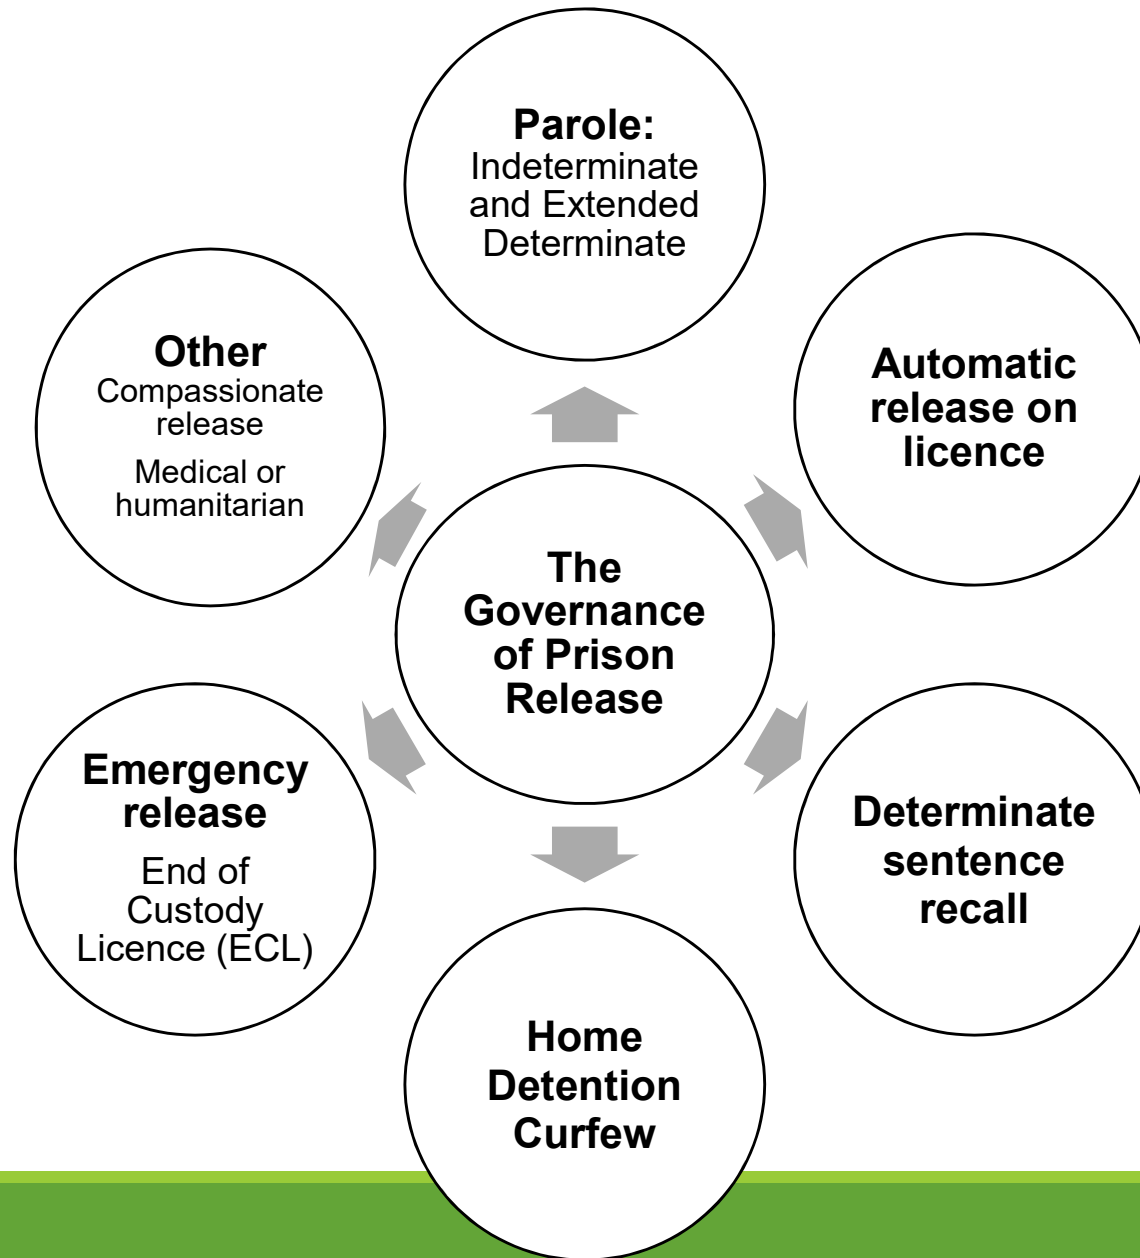 Parole:
Indeterminate
and Extended
Determinate
Automatic
release on
licence
Determinate
sentence
recall
Home
Detention
Curfew
Emergency
release
End of
Custody
Licence (ECL)
Other
Compassionate
release
Medical or
humanitarian
The
Governance
of Prison
Release